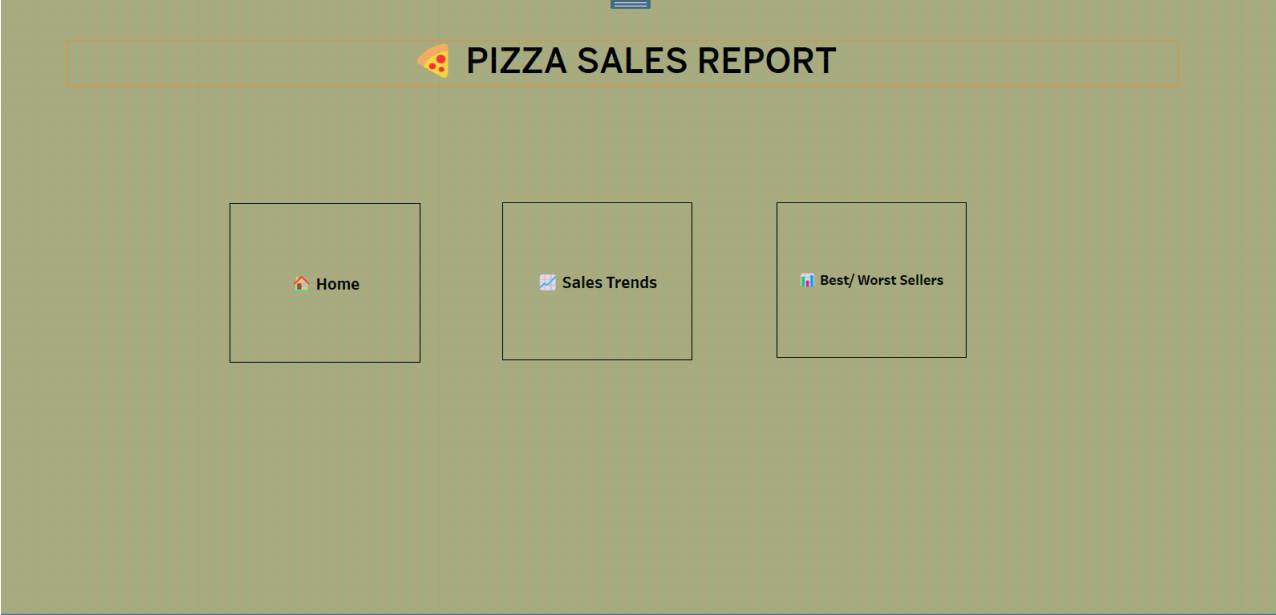 🍕 PIZZA SALES REPORT
🏠 Home
📈 Sales Trends
📊 Best/ Worst Sellers